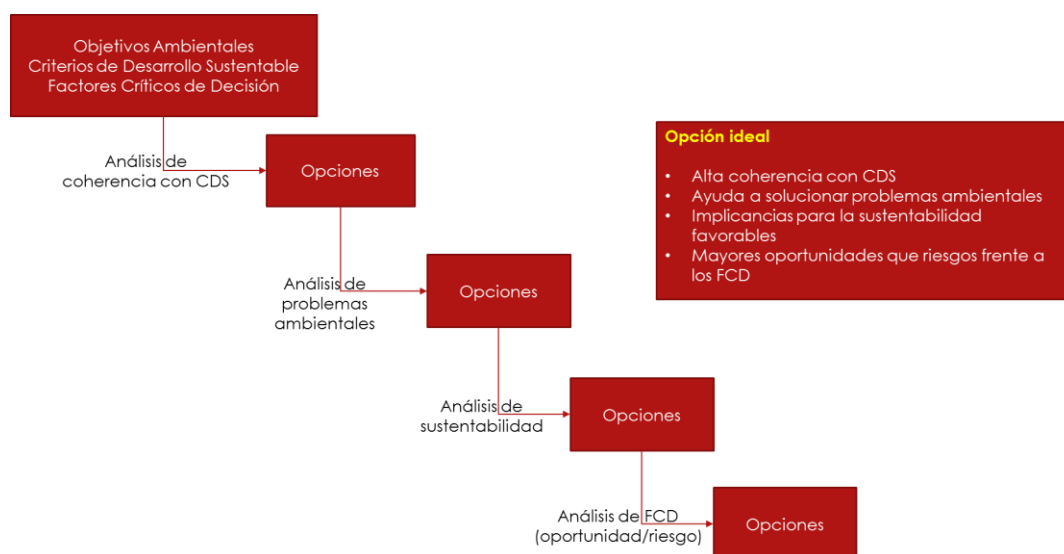 Objetivos Ambientales
Criterios de Desarrollo Sustentable
Factores Críticos de Decisión
Análisis de
coherencia con CDS
Opciones
Opción ideal
• Alta coherencia con CDS
• Ayuda a solucionar problemas ambientales
• Implicancias para la sustentabilidad
favorables
• Mayores oportunidades que riesgos frente a
los FCD
Análisis de
problemas
ambientales
Opciones
Análisis de
sustentabilidad
Opciones
Análisis de FCD
(oportunidad/riesgo)
Opciones